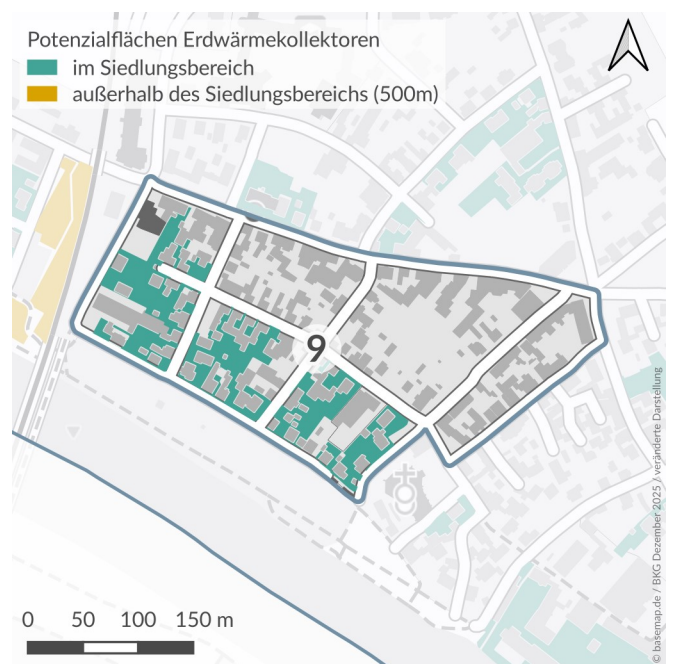 Potenzialflächen Erdwärmekollektoren
im Siedlungsbereich
außerhalb des Siedlungsbereichs (500m)
9
0 50 100 150 m
© basemap.de / BKG Dezember 2025 / veränderte Darstellung